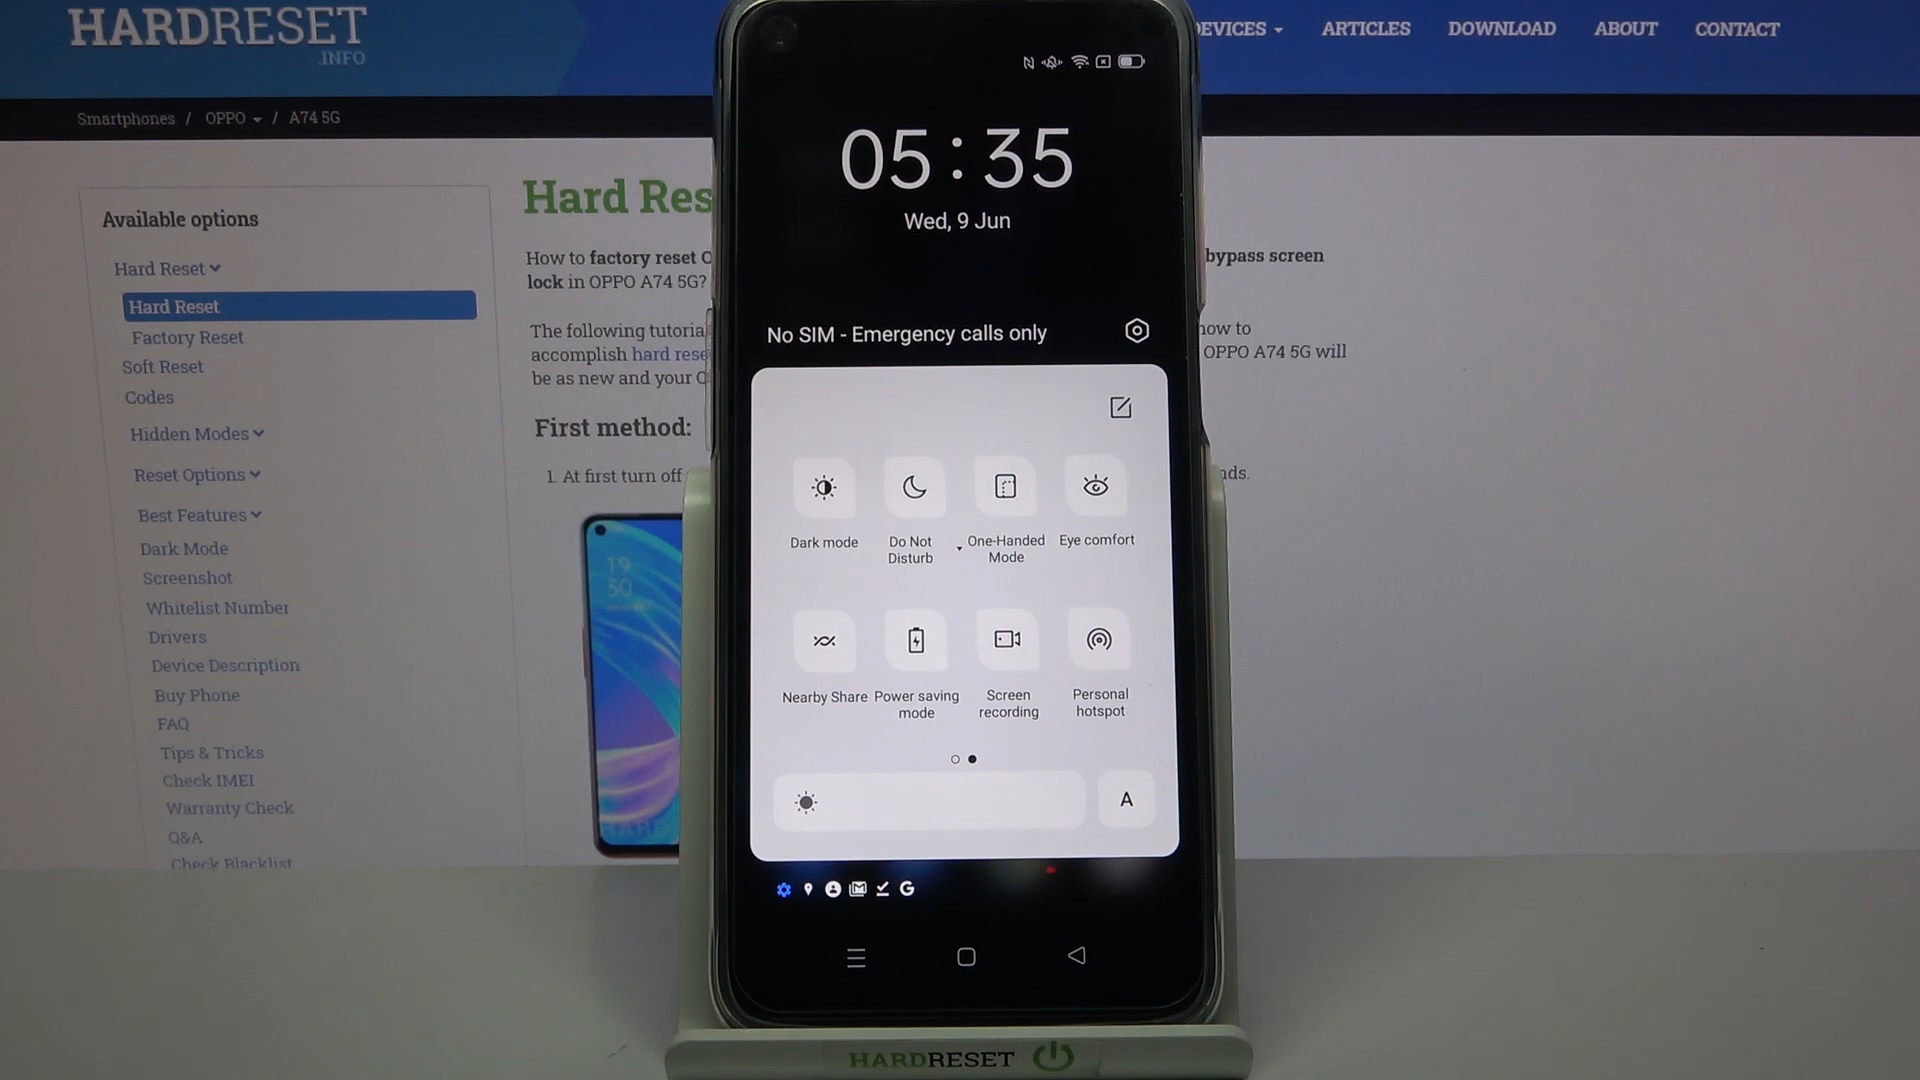 HARDRESET
.INFO
DEVICES
ARTICLES
DOWNLOAD
ABOUT
CONTACT
Smartphones / OPPO / A74 5G
Available options
Hard Reset
Hard Reset
Factory Reset
Soft Reset
Codes
Hidden Modes
Reset Options
Best Features
Dark Mode
Screenshot
Whitelist Number
Drivers
Device Description
Buy Phone
FAQ
Tips & Tricks
Check IMEI
Warranty Check
Q&A
Check Blacklist
Hard Res
How to factory reset O
bypass screen
lock in OPPO A74 5G?
The following tutoria
how to
accomplish hard rese
OPPO A74 5G will
be as new and your O
First method:
1. At first turn off
nds.
19
30
HARD
05:35
Wed, 9 Jun
No SIM - Emergency calls only
Dark mode
Do Not
Disturb
One-Handed
Mode
Eye comfort
Nearby Share
Power saving
mode
Screen
recording
Personal
hotspot
A
G
HARDRESET